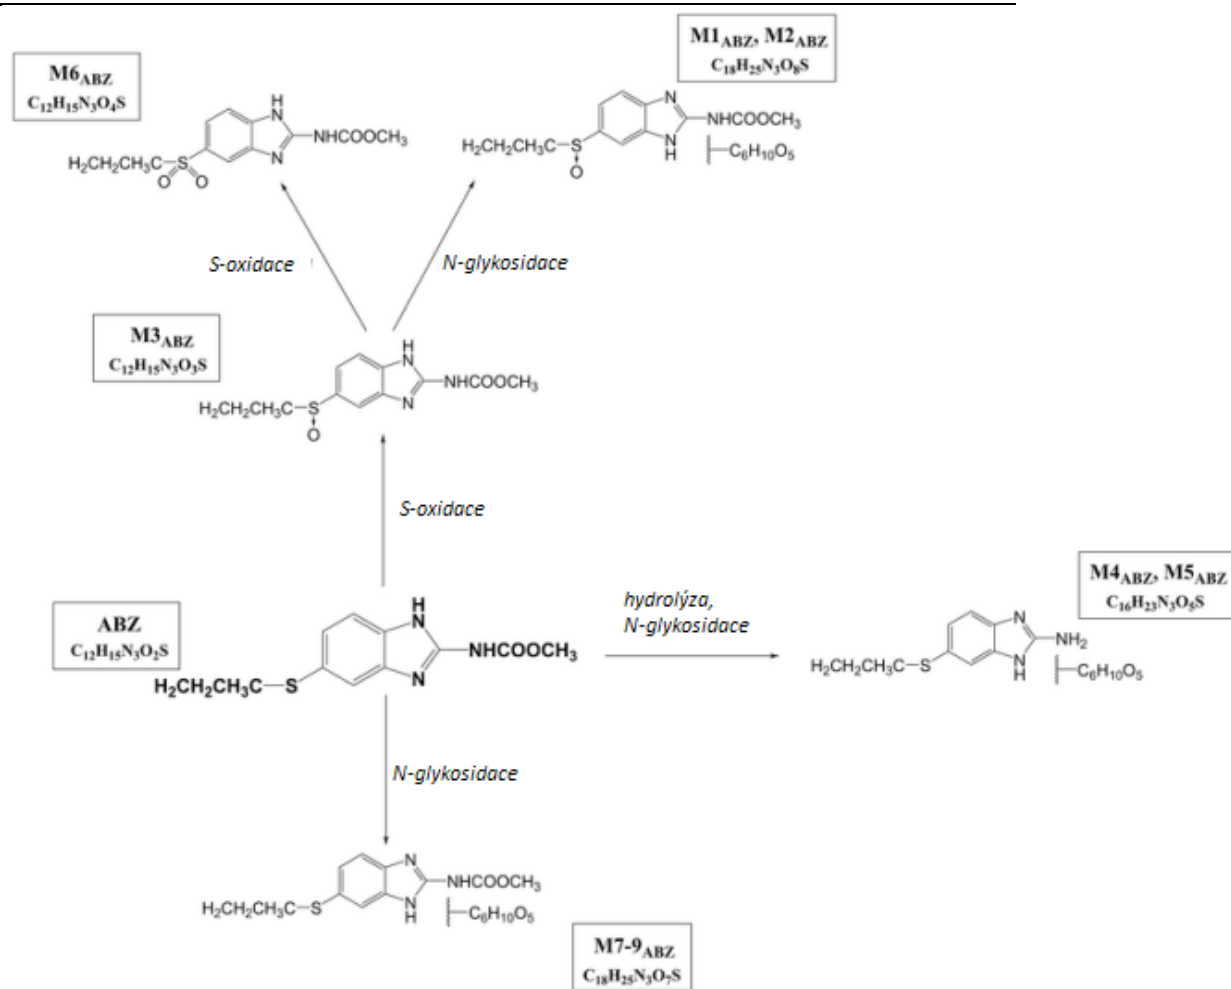 M1ABZ, M2ABZ
C18H25N3O8S
M6ABZ
C12H15N3O4S
H
N
NHCOOCH3
N
H2CH2CH3C
S
O
O
N
NHCOOCH3
N
H
H2CH2CH3C
S
O
C6H10O5
S-oxidace
N-glykosidace
M3ABZ
C12H15N3O3S
H
N
NHCOOCH3
N
H2CH2CH3C
S
O
S-oxidace
ABZ
C12H15N3O2S
H
N
NHCOOCH3
N
H2CH2CH3C
S
hydrolýza,
N-glykosidace
M4ABZ, M5ABZ
C16H23N3O5S
N
NH2
N
H
H2CH2CH3C
S
C6H10O5
N-glykosidace
N
NHCOOCH3
N
H
H2CH2CH3C
S
C6H10O5
M7-9ABZ
C18H25N3O7S